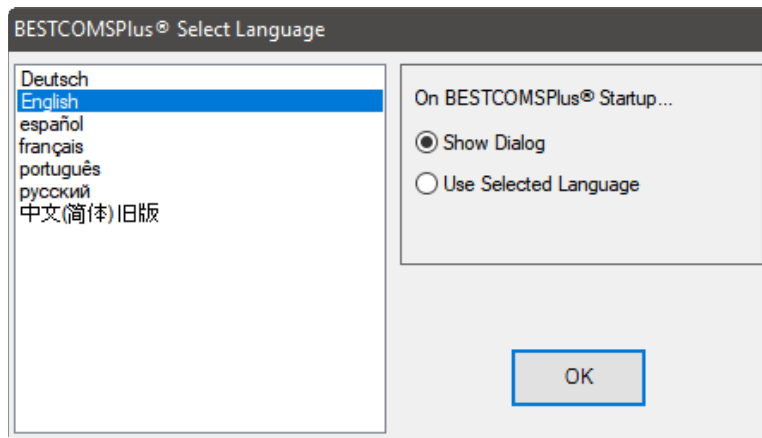 BESTCOMSPlus® Select Language
Deutsch
English
español
français
português
русский
中文(简体)旧版
On BESTCOMSPlus® Startup...
Show Dialog
Use Selected Language
OK